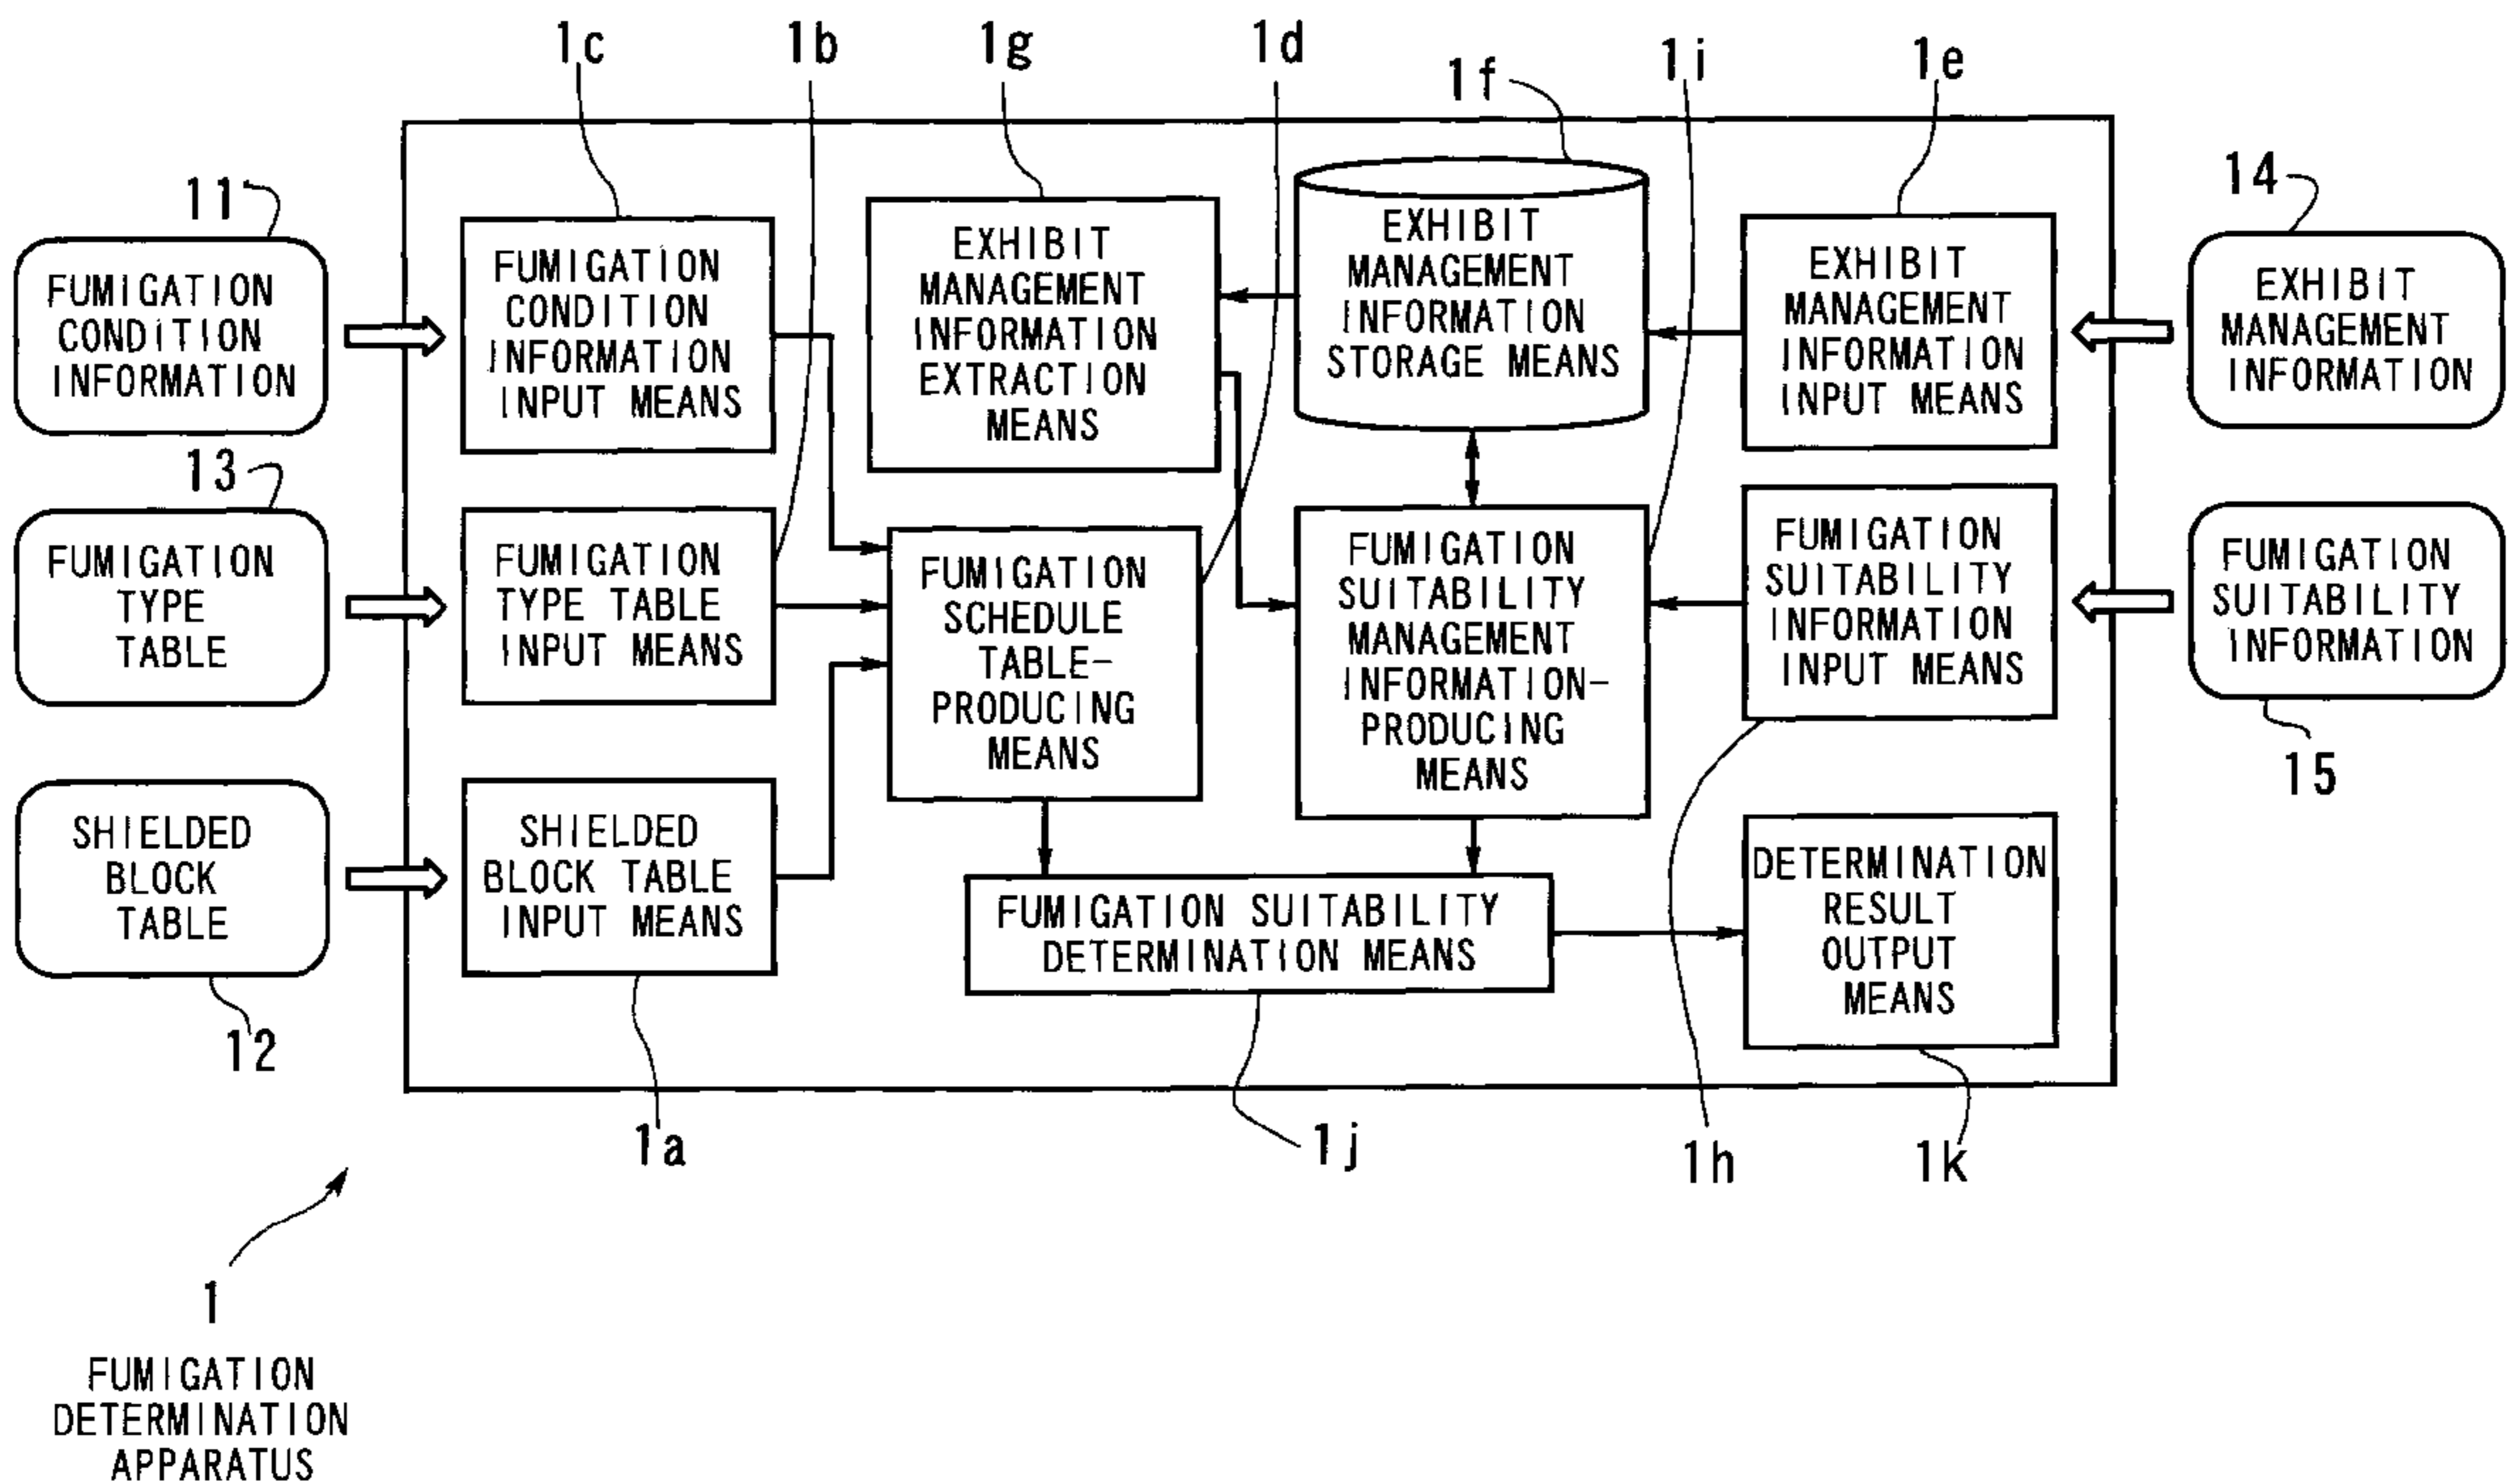 1c
1b
1g
1d
1f
1i
1e
11
FUMIGATION
CONDITION
INFORMATION
13
FUMIGATION
TYPE
TABLE
SHIELDED
BLOCK
TABLE
12
FUMIGATION
CONDITION
INFORMATION
INPUT MEANS
FUMIGATION
TYPE TABLE
INPUT MEANS
SHIELDED
BLOCK TABLE
INPUT MEANS
EXHIBIT
MANAGEMENT
INFORMATION
EXTRACTION
MEANS
FUMIGATION
SCHEDULE
TABLE-
PRODUCING
MEANS
EXHIBIT
MANAGEMENT
INFORMATION
STORAGE MEANS
FUMIGATION
SUITABILITY
MANAGEMENT
INFORMATION-
PRODUCING
MEANS
FUMIGATION SUITABILITY
DETERMINATION MEANS
EXHIBIT
MANAGEMENT
INFORMATION
INPUT MEANS
FUMIGATION
SUITABILITY
INFORMATION
INPUT MEANS
DETERMINATION
RESULT
OUTPUT
MEANS
14
EXHIBIT
MANAGEMENT
INFORMATION
FUMIGATION
SUITABILITY
INFORMATION
15
1a
1j
1h
1k
1
FUMIGATION
DETERMINATION
APPARATUS